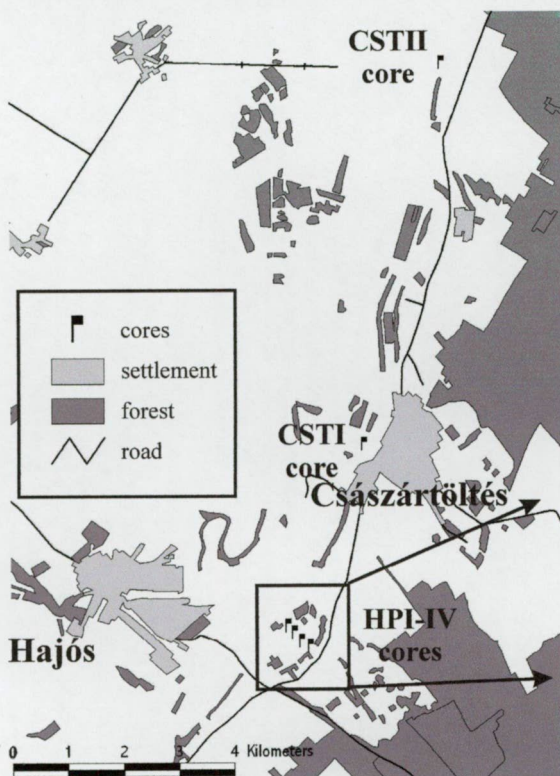 CSTII
core
cores
settlement
forest
road
CSTI
core
Császártöltés
HPI-IV
cores
Hajós
0 1 2 3 4 Kilometers